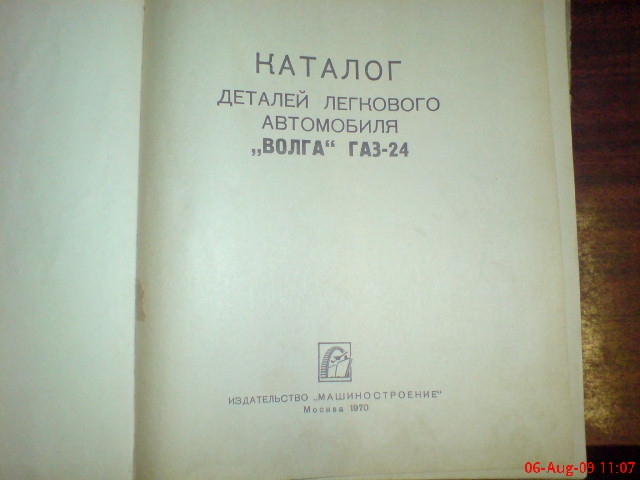 КАТАЛОГ
ДЕТАЛЕЙ ЛЕГКОВОГО
АВТОМОБИЛЯ
„ВОЛГА“ ГАЗ-24
ИЗДАТЕЛЬСТВО „МАШИНОСТРОЕНИЕ“
Москва 1970
06-Aug-09 11:07